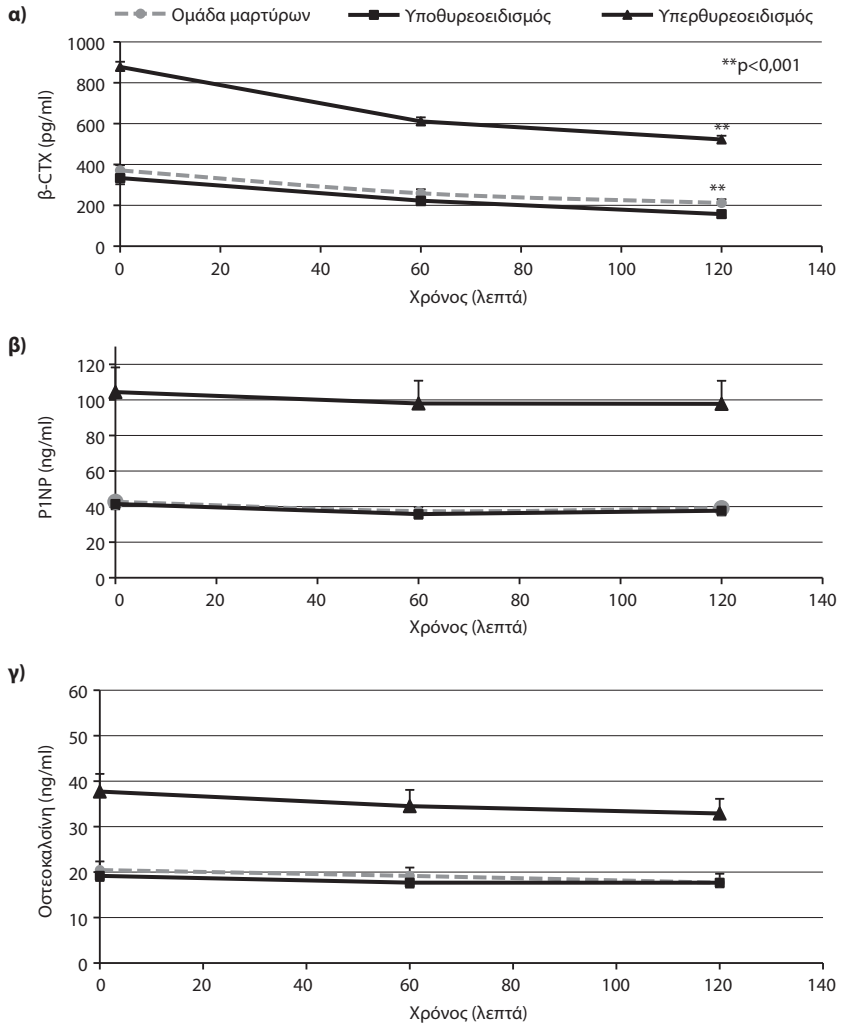 α)
Ομάδα μαρτύρων Υποθυρεοειδισμός Υπερθυρεοειδισμός
β-CTX (pg/ml)
1000
800
600
400
200
0
**p<0,001
**
**
0 20 40 60 80 100 120 140
Χρόνος (λεπτά)
β)
P1NP (ng/ml)
120
100
80
60
40
20
0
0 20 40 60 80 100 120 140
Χρόνος (λεπτά)
γ)
Οστεοκαλσίνη (ng/ml)
60
50
40
30
20
10
0
0 20 40 60 80 100 120 140
Χρόνος (λεπτά)